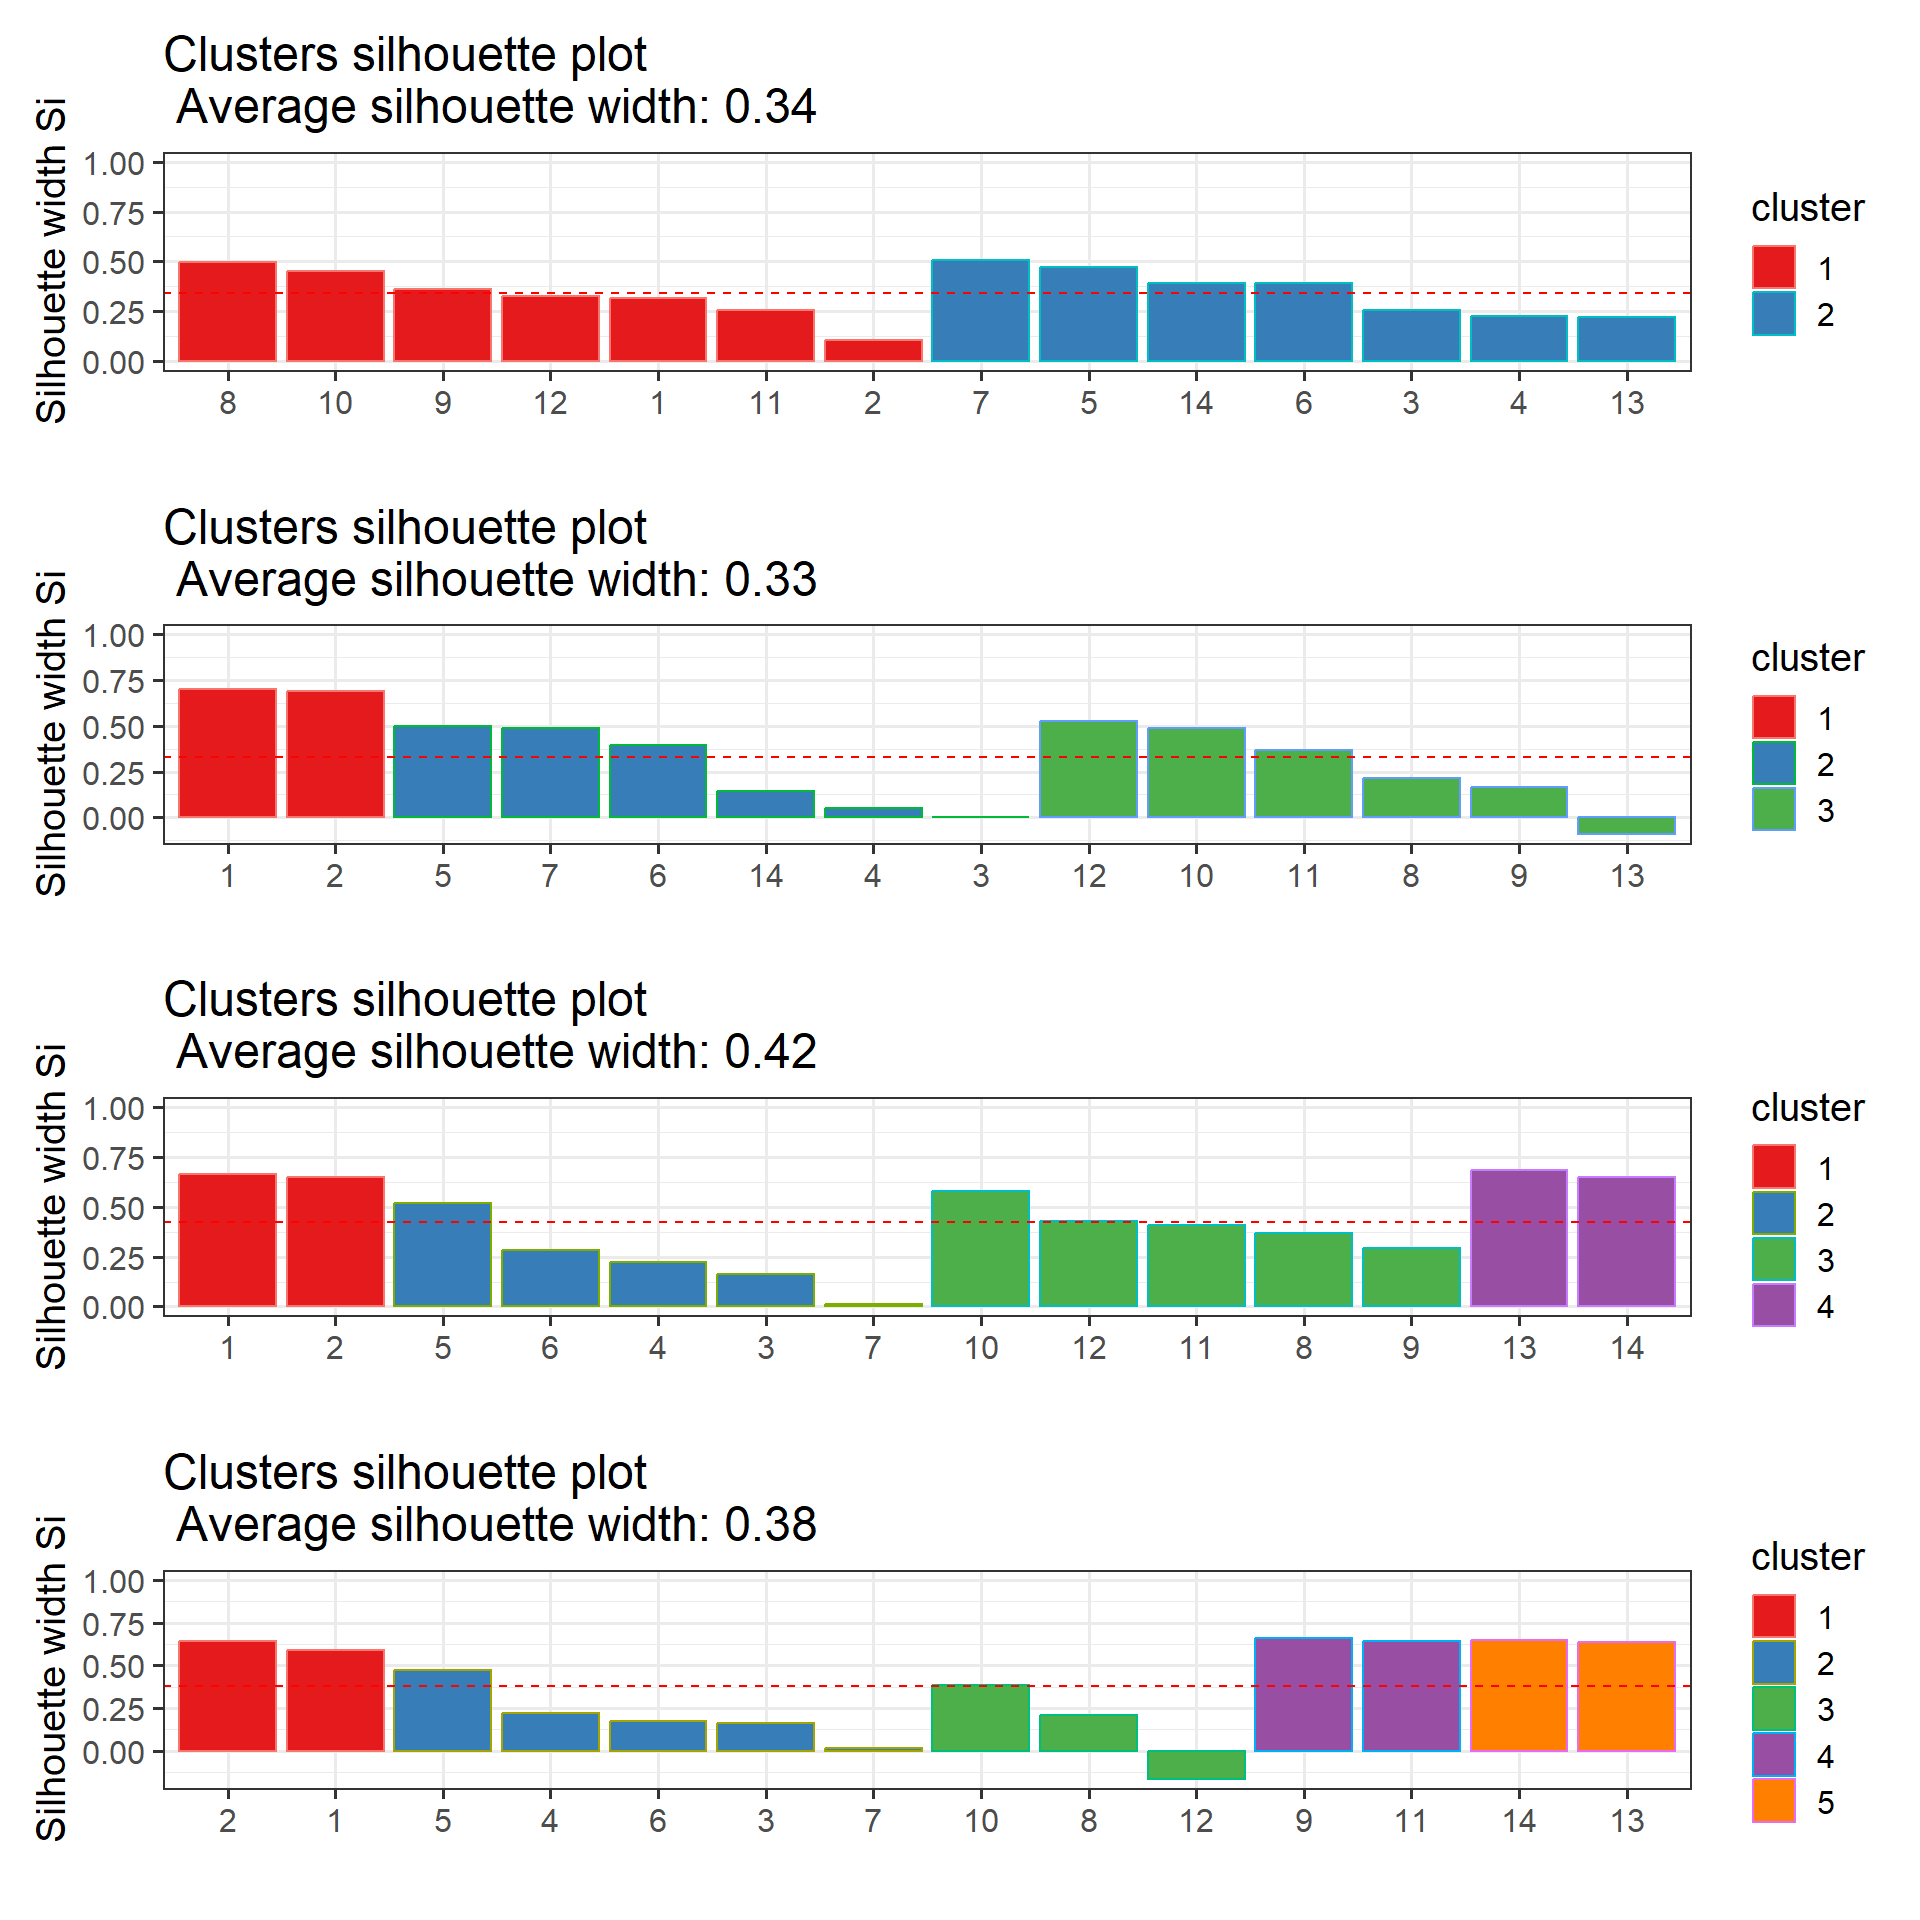 Clusters silhouette plot
Average silhouette width: 0.34
Silhouette width Si
1.00
0.75
0.50
0.25
0.00
8 10 9 12 1 11 2 7 5 14 6 3 4 13
cluster
1
2
Clusters silhouette plot
Average silhouette width: 0.33
Silhouette width Si
1.00
0.75
0.50
0.25
0.00
1 2 5 7 6 14 4 3 12 10 11 8 9 13
cluster
1
2
3
Clusters silhouette plot
Average silhouette width: 0.42
Silhouette width Si
1.00
0.75
0.50
0.25
0.00
1 2 5 6 4 3 7 10 12 11 8 9 13 14
cluster
1
2
3
4
Clusters silhouette plot
Average silhouette width: 0.38
Silhouette width Si
1.00
0.75
0.50
0.25
0.00
2 1 5 4 6 3 7 10 8 12 9 11 14 13
cluster
1
2
3
4
5